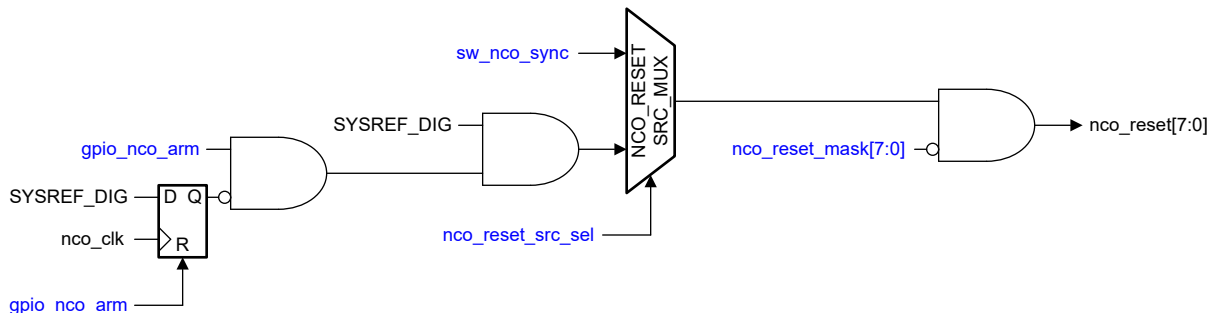 sw_nco_sync
NCO_RESET
SRC_MUX
SYSREF_DIG
nco_reset[7:0]
gpio_nco_arm
nco_reset_mask[7:0]
SYSREF_DIG
D Q
nco_clk
R
nco_reset_src_sel
gpio_nco_arm